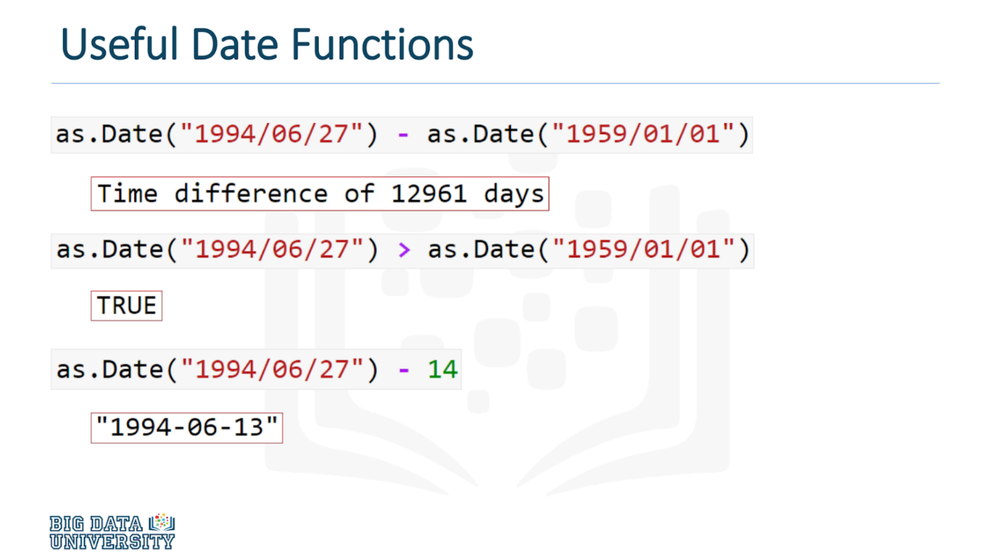 Useful Date Functions
as.Date("1994/06/27") - as.Date("1959/01/01")
Time difference of 12961 days
as.Date("1994/06/27") > as.Date("1959/01/01")
TRUE
as.Date("1994/06/27") - 14
"1994-06-13"
BIG DATA
UNIVERSITY